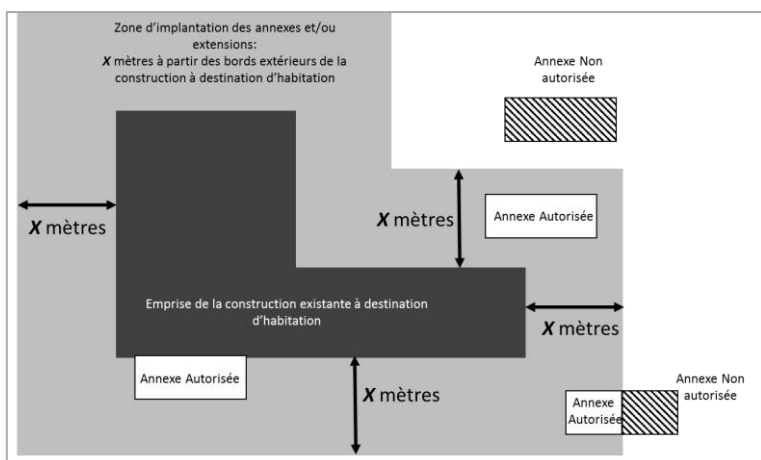 Zone d’implantation des annexes et/ou
extensions:
X mètres à partir des bords extérieurs de la
construction à destination d’habitation
Annexe Non
autorisée
X mètres
X mètres
Annexe Autorisée
Emprise de la construction existante à destination
d’habitation
X mètres
Annexe Autorisée
X mètres
Annexe
Autorisée
Annexe Non
autorisée